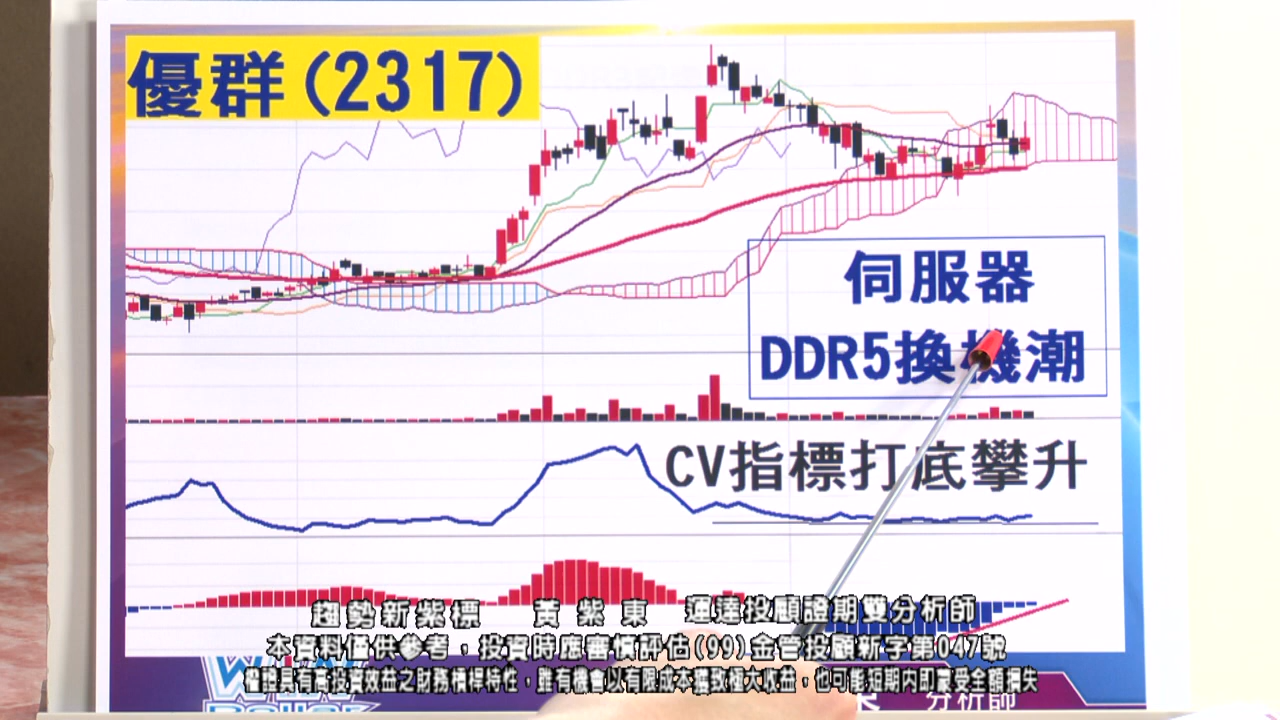 優群(2317)
伺服器
DDR5換機潮
CV指標打底攀升
趨勢新紫標 黃紫東 運達投顧證期雙分析師
本資料僅供參考，投資時應審慎評估(99)金管投顧新字第047號
權證具有高投資效益之財務槓桿特性，雖有機會以有限成本獲致極大收益，也可能短期內即蒙受全額損失
分析師